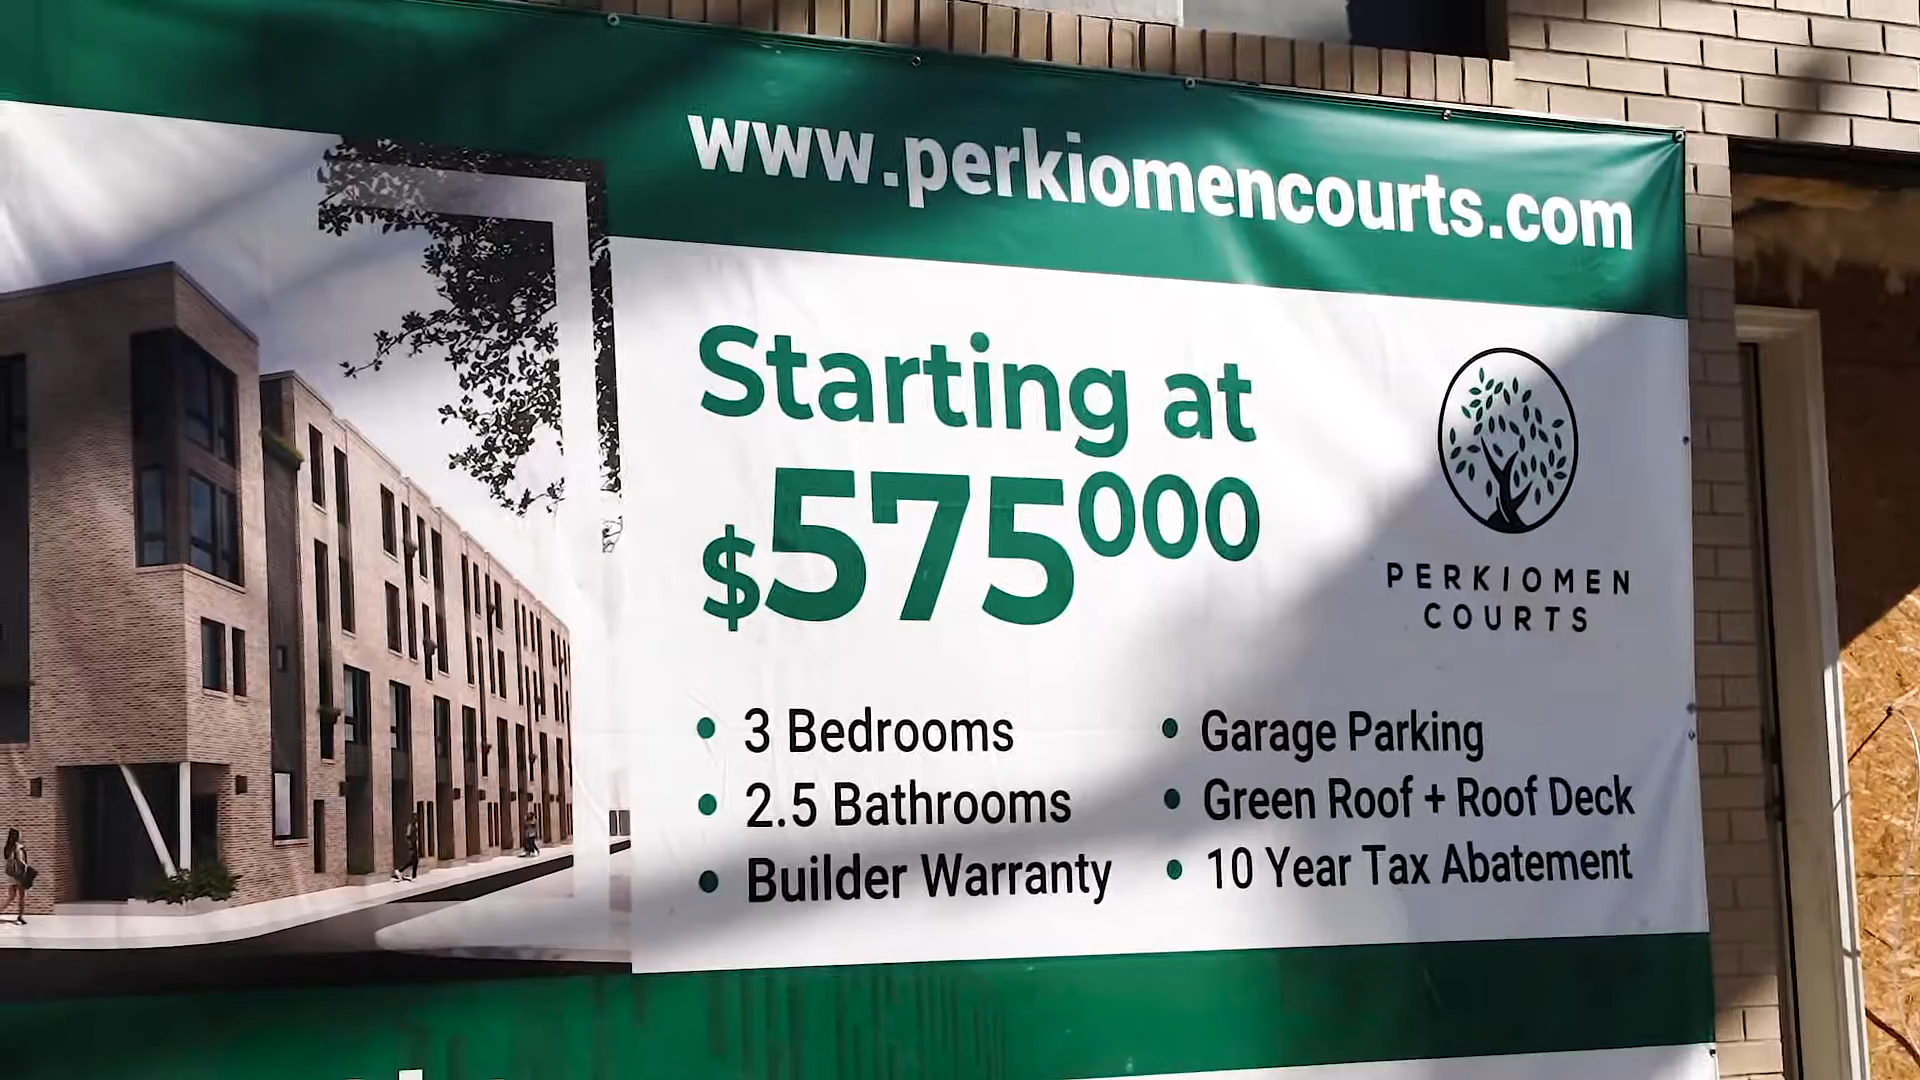 www.perkiomencourts.com
Starting at
$575000
PERKIOMEN
COURTS
• 3 Bedrooms
• 2.5 Bathrooms
• Builder Warranty
• Garage Parking
• Green Roof + Roof Deck
• 10 Year Tax Abatement